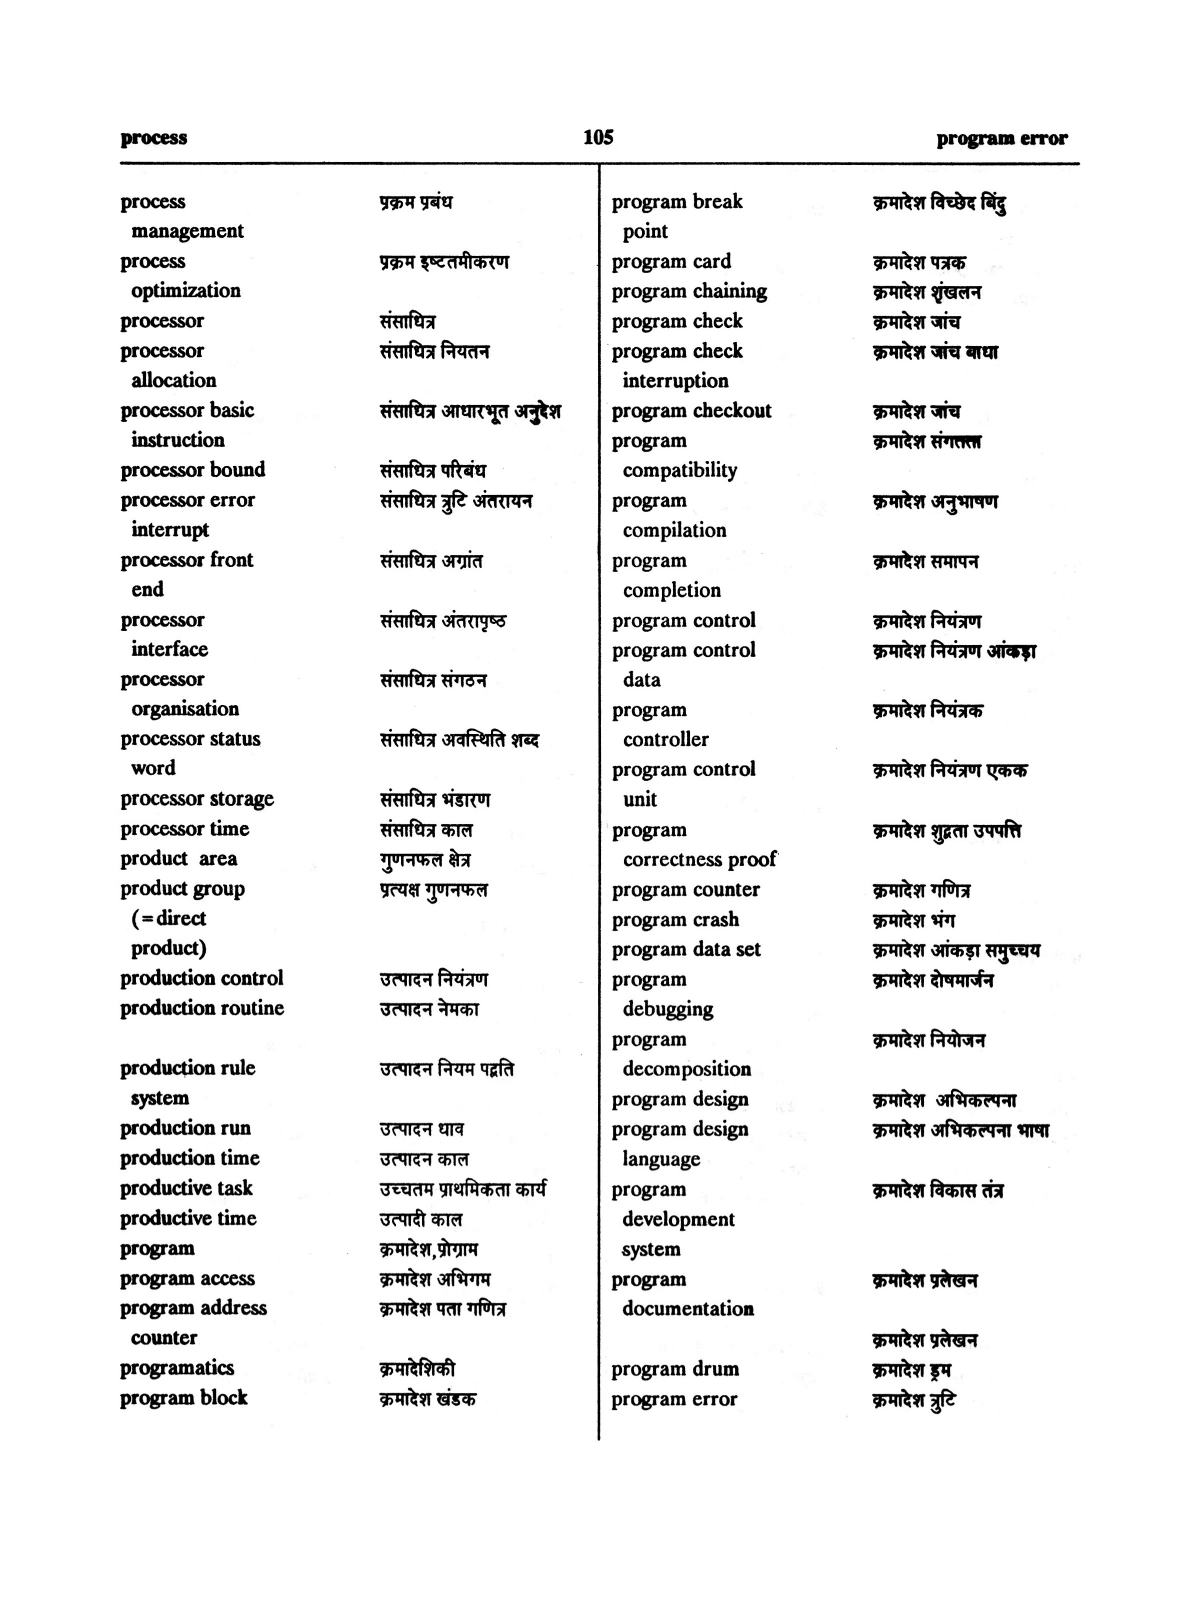 process 105 program error
process प्रक्रम प्रबंध
management
process प्रक्रम इष्टतमीकरण
optimization
processor संसाधित्र
processor संसाधित्र नियतन
allocation
processor basic संसाधित्र आधारभूत अनुदेश
instruction
processor bound संसाधित्र परिबंध
processor error संसाधित्र त्रुटि अंतरायन
interrupt
processor front संसाधित्र अग्रांत
end
processor संसाधित्र अंतरापृष्ठ
interface
processor संसाधित्र संगठन
organisation
processor status संसाधित्र अवस्थिति शब्द
word
processor storage संसाधित्र भंडारण
processor time संसाधित्र काल
product area गुणनफल क्षेत्र
product group प्रत्यक्ष गुणनफल
(=direct
product)
production control उत्पादन नियंत्रण
production routine उत्पादन नेमका
production rule उत्पादन नियम पद्वति
system
production run उत्पादन धाव
production time उत्पादन काल
productive task उच्चतम प्राथमिकता कार्य
productive time उत्पादी काल
program क्रमादेश,प्रोग्राम
program access क्रमादेश अभिगम
program address क्रमादेश पता गणित्र
counter
programatics क्रमादेशिकी
program block क्रमादेश खंडक
program break क्रमादेश विच्छेद बिंदु
point
program card क्रमादेश पत्रक
program chaining क्रमादेश शृंखलन
program check क्रमादेश जांच
program check क्रमादेश जांच बाधा
interruption
program checkout क्रमादेश जांच
program क्रमादेश संगतता
compatibility
program क्रमादेश अनुभाषण
compilation
program क्रमादेश समापन
completion
program control क्रमादेश नियंत्रण
program control क्रमादेश नियंत्रण आंकड़ा
data
program क्रमादेश नियंत्रक
controller
program control क्रमादेश नियंत्रण एकक
unit
program क्रमादेश शुद्वता उपपत्ति
correctness proof
program counter क्रमादेश गणित्र
program crash क्रमादेश भंग
program data set क्रमादेश आंकड़ा समुच्चय
program क्रमादेश दोषमार्जन
debugging
program क्रमादेश नियोजन
decomposition
program design क्रमादेश अभिकल्पना
program design क्रमादेश अभिकल्पना भाषा
language
program क्रमादेश विकास तंत्र
development
system
program क्रमादेश प्रलेखन
documentation
क्रमादेश प्रलेखन
program drum क्रमादेश ड्रम
program error क्रमादेश त्रुटि